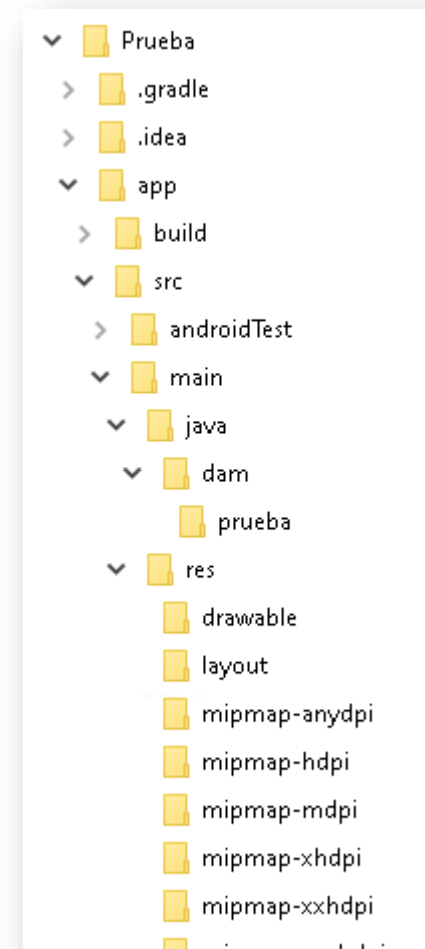 Prueba
.gradle
.idea
app
build
src
androidTest
main
java
dam
prueba
res
drawable
layout
mipmap-anydpi
mipmap-hdpi
mipmap-mdpi
mipmap-xhdpi
mipmap-xxhdpi